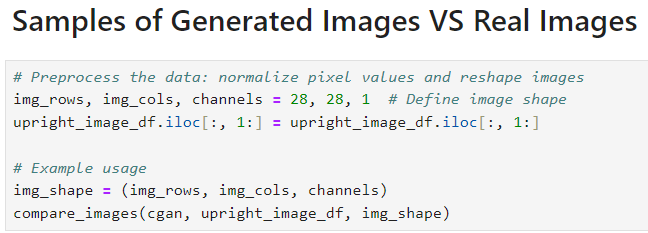 Samples of Generated Images VS Real Images
# Preprocess the data: normalize pixel values and reshape images
img_rows, img_cols, channels = 28, 28, 1  # Define image shape
upright_image_df.iloc[:, 1:] = upright_image_df.iloc[:, 1:]
# Example usage
img_shape = (img_rows, img_cols, channels)
compare_images(cgan, upright_image_df, img_shape)